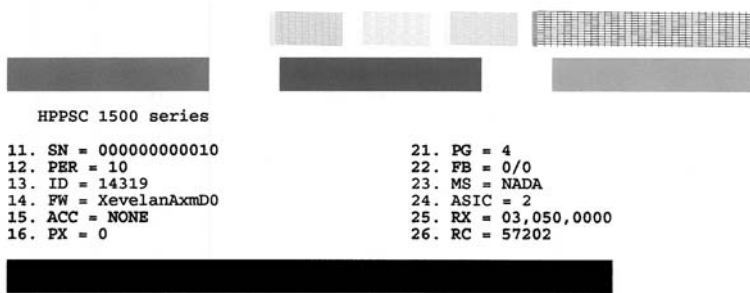 HPPSC 1500 series
11. SN = 000000000010
12. PER = 10
13. ID = 14319
14. FW = XevelanAxmD0
15. ACC = NONE
16. PX = 0
21. PG = 4
22. FB = 0/0
23. MS = NADA
24. ASIC = 2
25. RX = 03,050,0000
26. RC = 57202